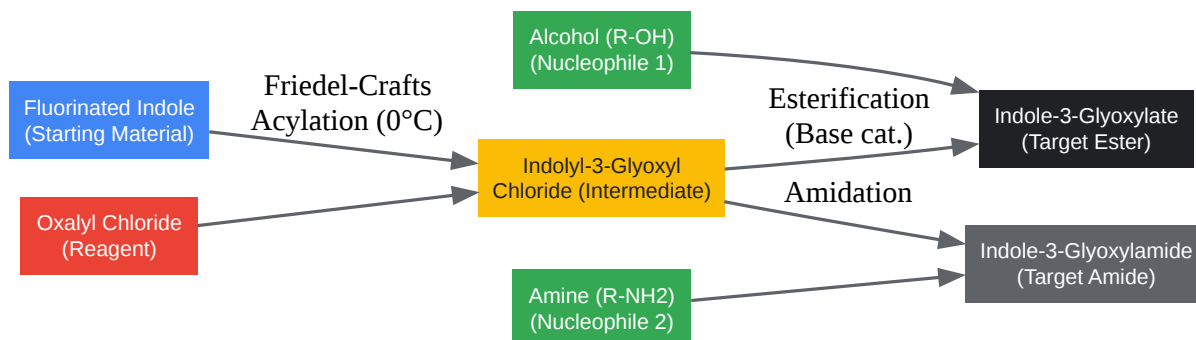 Alcohol (R-OH)
(Nucleophile 1)
Fluorinated Indole
(Starting Material)
Friedel-Crafts
Acylation (0°C)
Esterification
(Base cat.)
Indole-3-Glyoxylate
(Target Ester)
Indolyl-3-Glyoxyl
Chloride (Intermediate)
Amidation
Oxalyl Chloride
(Reagent)
Indole-3-Glyoxylamide
(Target Amide)
Amine (R-NH2)
(Nucleophile 2)